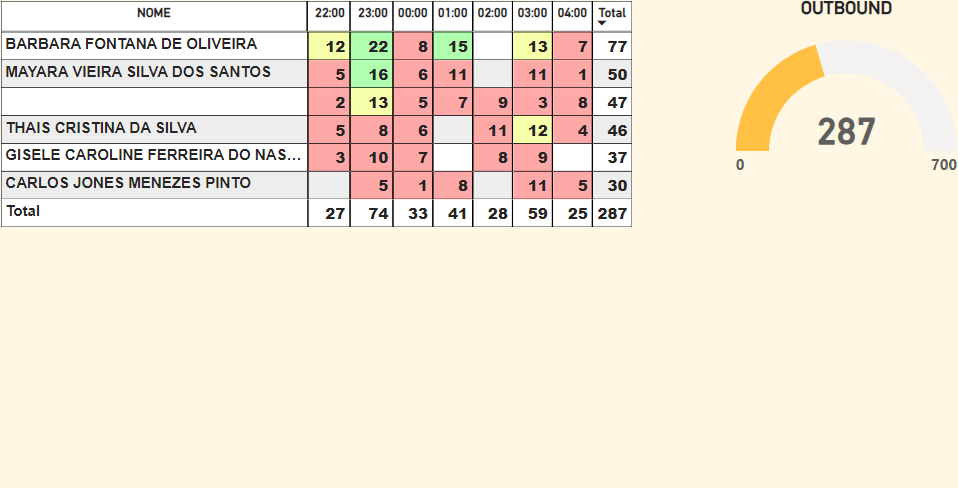 NOME 22:00 23:00 00:00 01:00 02:00 03:00 04:00 Total
BARBARA FONTANA DE OLIVEIRA 12 22 8 15 13 7 77
MAYARA VIEIRA SILVA DOS SANTOS 5 16 6 11 11 1 50
2 13 5 7 9 3 8 47
THAIS CRISTINA DA SILVA 5 8 6 11 12 4 46
GISELE CAROLINE FERREIRA DO NAS... 3 10 7 8 9 37
CARLOS JONES MENEZES PINTO 5 1 8 11 5 30
Total 27 74 33 41 28 59 25 287
OUTBOUND
287
0 700